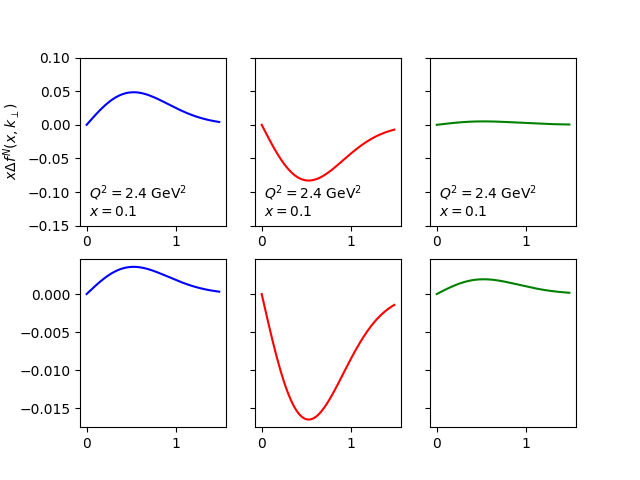 xΔf^N(x, k_⊥)
0.10
0.05
0.00
−0.05
−0.10
−0.15
Q² = 2.4 GeV²
x = 0.1
Q² = 2.4 GeV²
x = 0.1
Q² = 2.4 GeV²
x = 0.1
0 1
0 1
0 1
0.000
−0.005
−0.010
−0.015
0 1
0 1
0 1